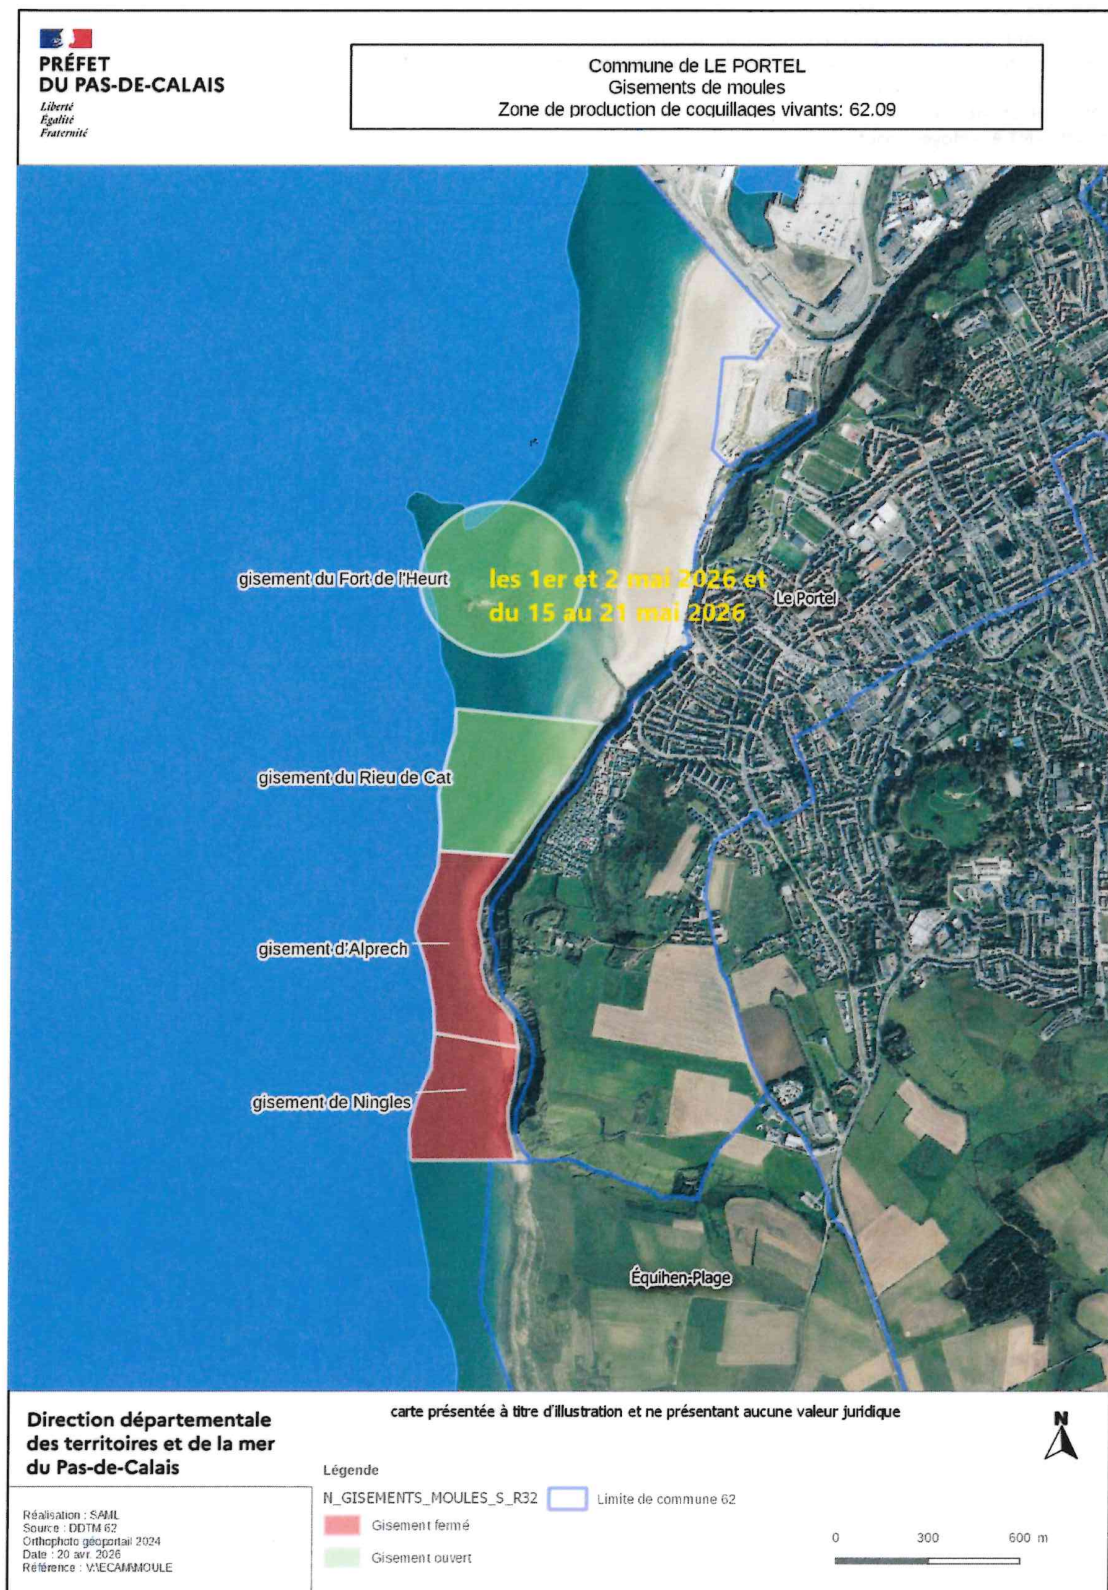 PRÉFET
DU PAS-DE-CALAIS
Liberté
Égalité
Fraternité
Commune de LE PORTEL
Gisements de moules
Zone de production de coquillages vivants: 62.09
gisement du Fort de l'Heurt
les 1er et 2 mai 2026 et
du 15 au 21 mai 2026
Le Portel
gisement du Rieu de Cat
gisement d'Alprech
gisement de Ningles
Équihen-Plage
Direction départementale
des territoires et de la mer
du Pas-de-Calais
carte présentée à titre d'illustration et ne présentant aucune valeur juridique
N
Légende
N_GISEMENTS_MOULES_S_R32
Limite de commune 62
Gisement fermé
Gisement ouvert
Réalisation : SAML
Source : DDTM 62
Orthophoto géoportail 2024
Date : 20 avr. 2026
Référence : V:\ECAM\MOULE
0 300 600 m